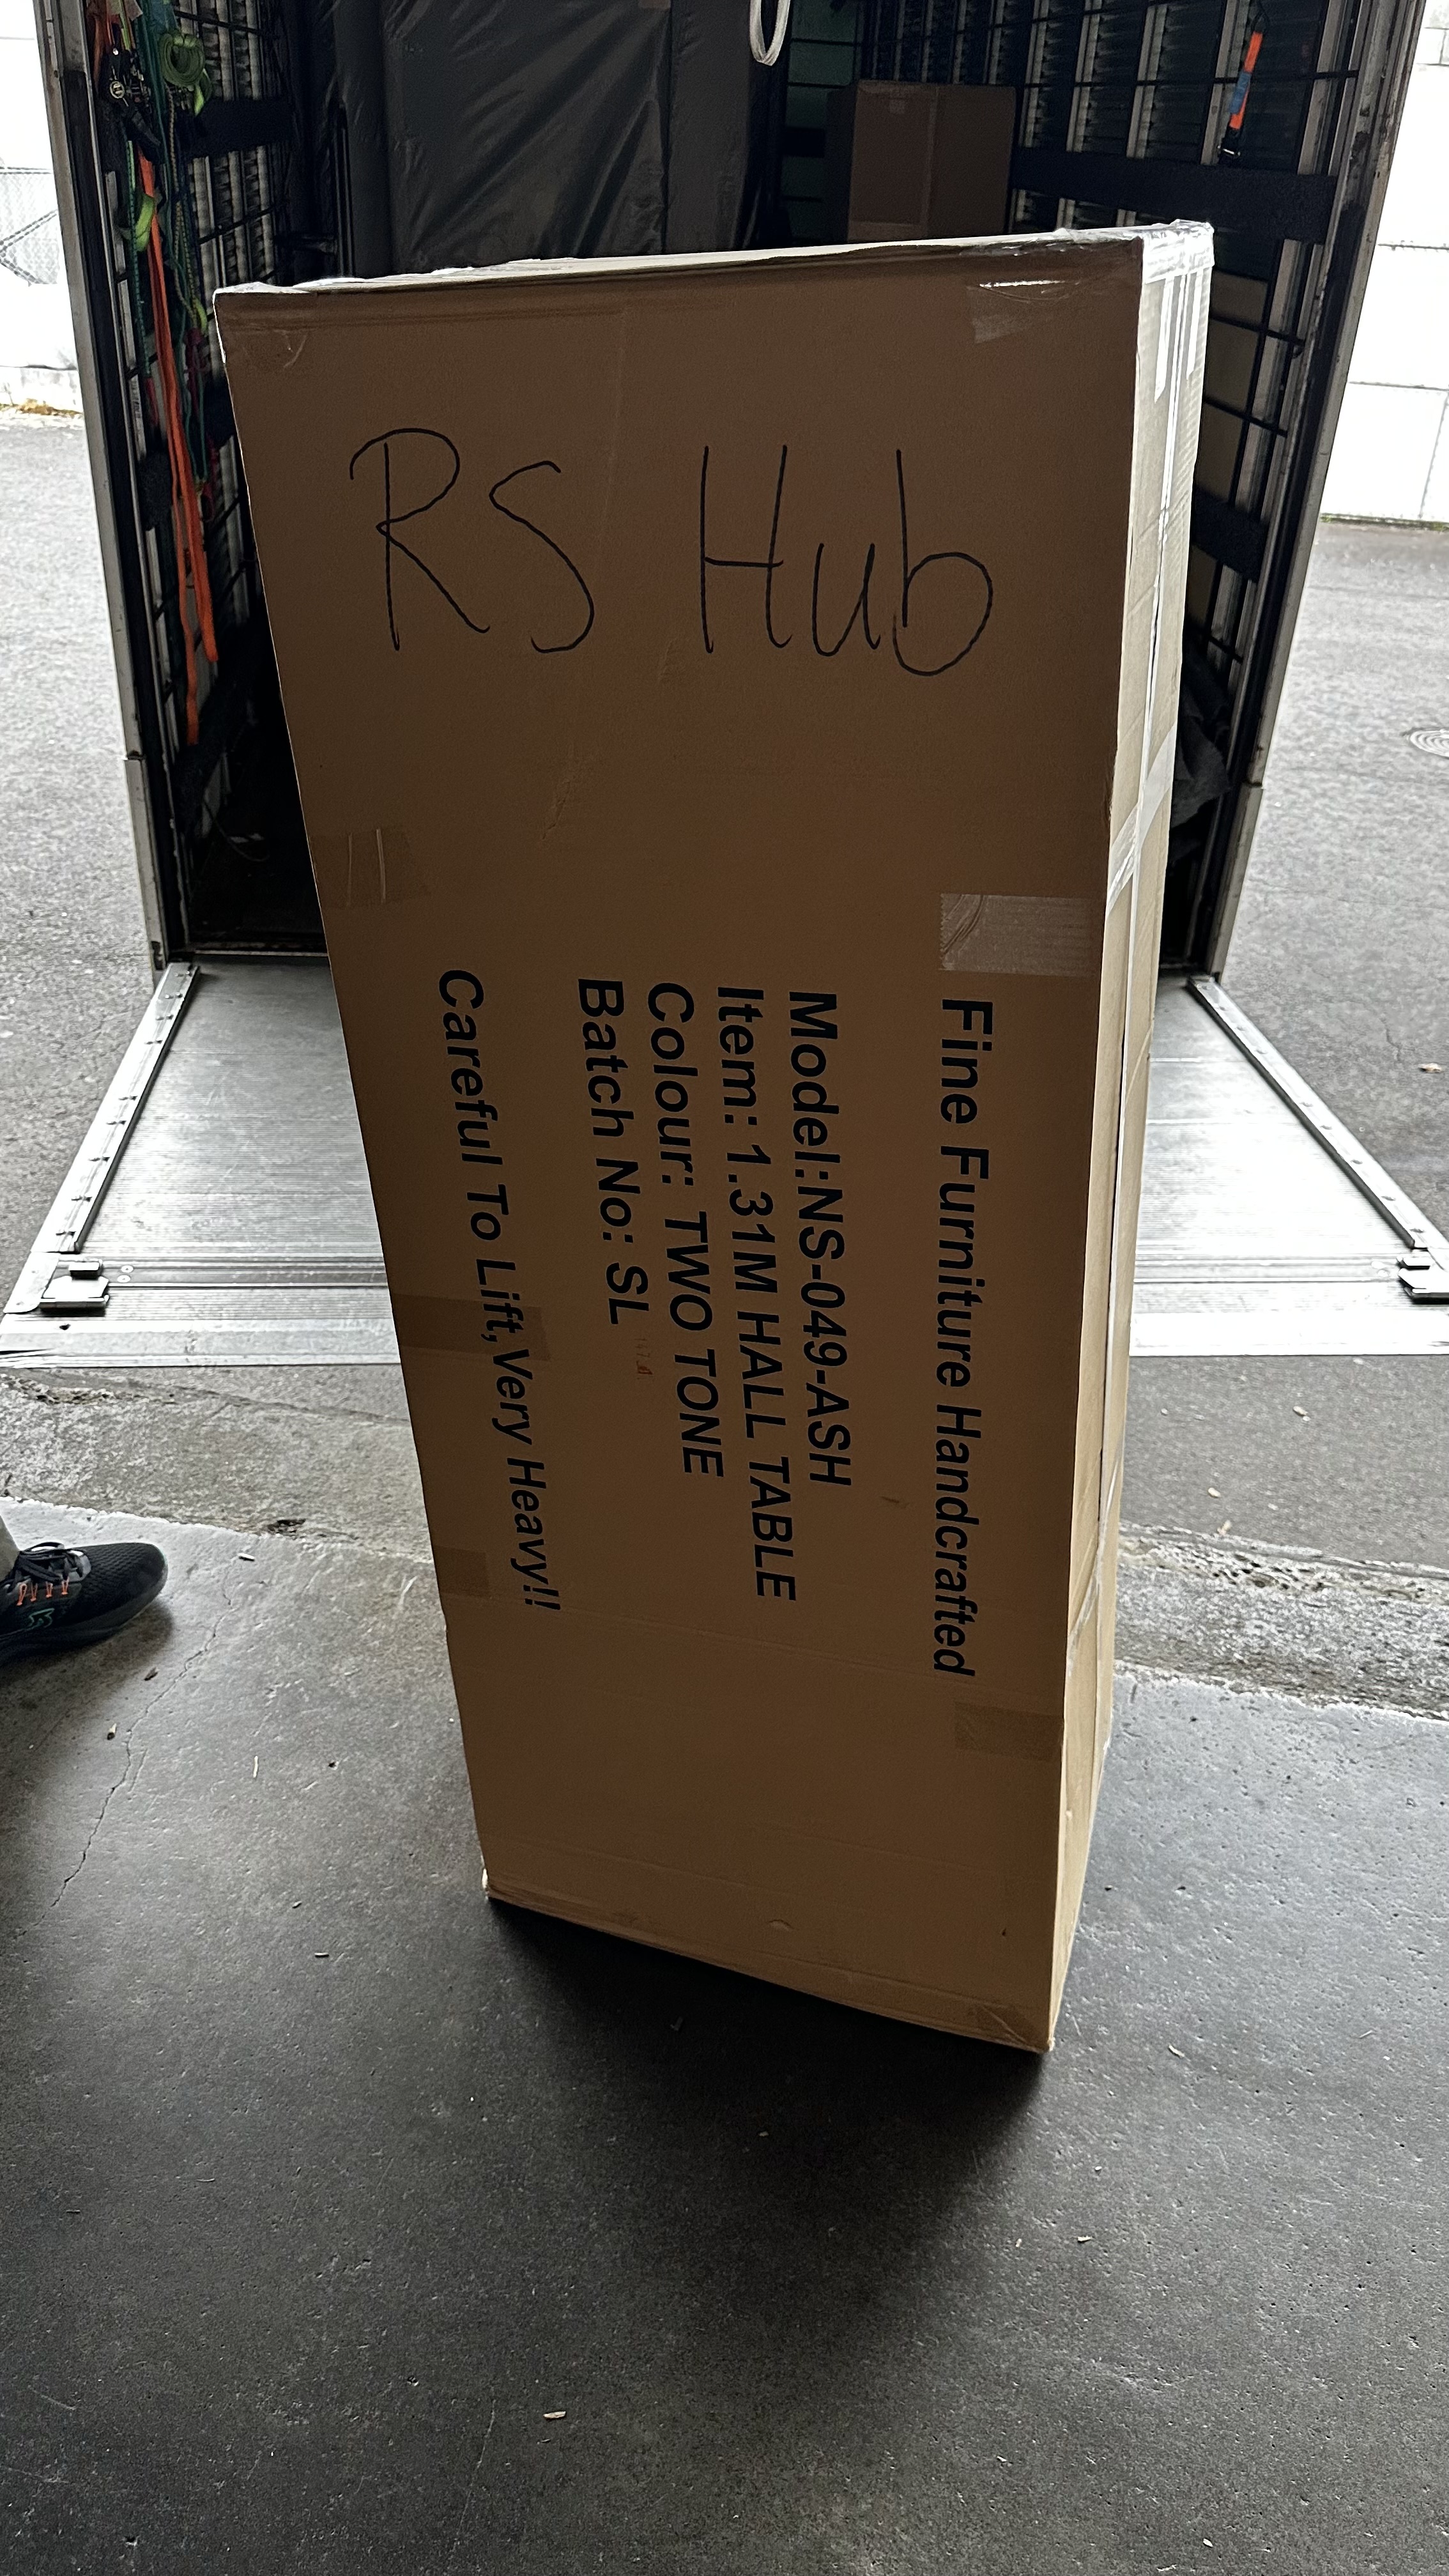 RS Hub
Fine Furniture Handcrafted
Model:NS-049-ASH
Item: 1.31M HALL TABLE
Colour: TWO TONE
Batch No: SL
Careful To Lift, Very Heavy!!